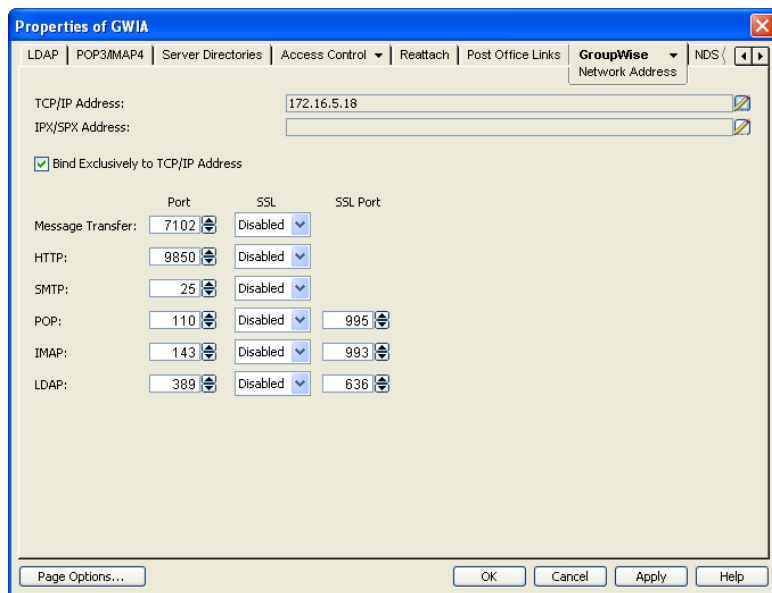 Properties of GWIA
LDAP POP3/IMAP4 Server Directories Access Control Reattach Post Office Links GroupWise NDS
Network Address
TCP/IP Address: 172.16.5.18
IPX/SPX Address:
Bind Exclusively to TCP/IP Address
Port SSL SSL Port
Message Transfer: 7102 Disabled
HTTP: 9850 Disabled
SMTP: 25 Disabled
POP: 110 Disabled 995
IMAP: 143 Disabled 993
LDAP: 389 Disabled 636
Page Options... OK Cancel Apply Help